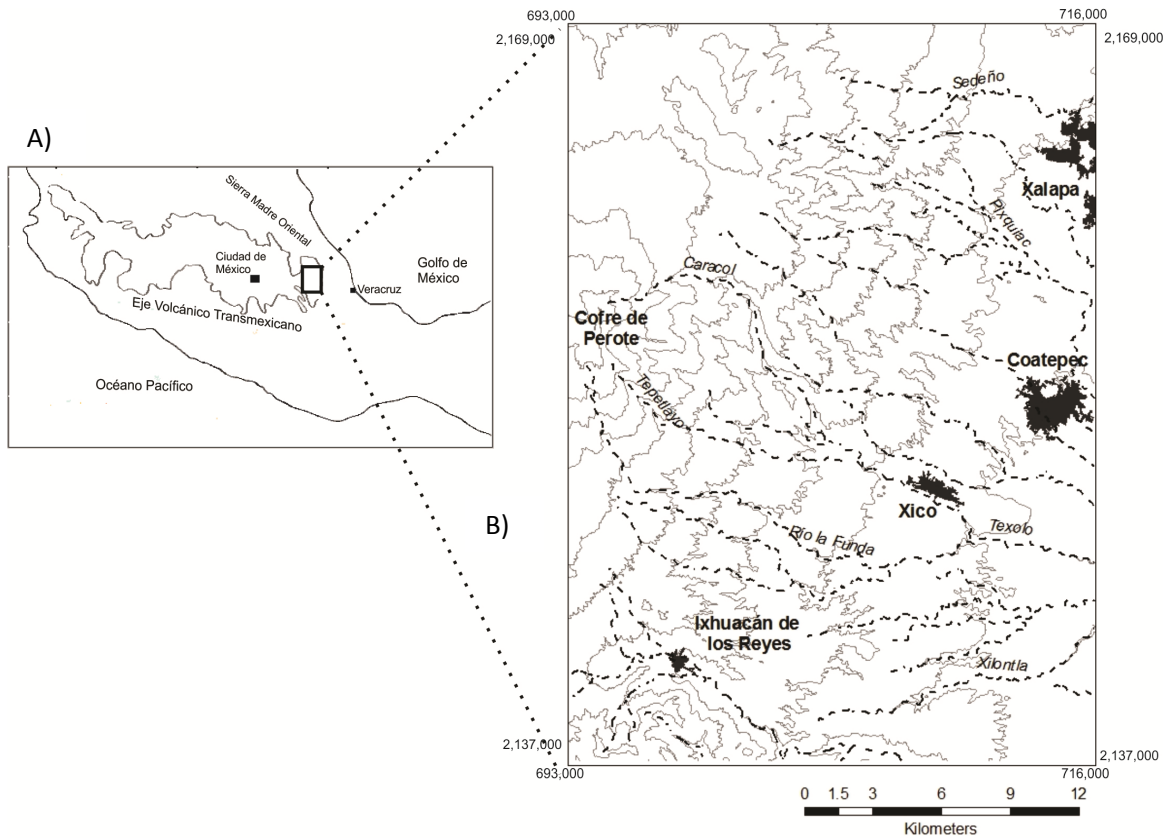 693,000
716,000
2,169,000
2,169,000
Sedeño
A)
Xalapa
Pixquiac
Sierra Madre Oriental
Ciudad de
México
Golfo de
México
Veracruz
Eje Volcánico Transmexicano
Océano Pacífico
Caracol
Cofre de
Perote
Coatepec
Tepetlayo
B)
Xico
Texolo
Río la Funda
Ixhuacán de
los Reyes
Xilontla
2,137,000
2,137,000
693,000
716,000
0 1.5 3 6 9 12
Kilometers